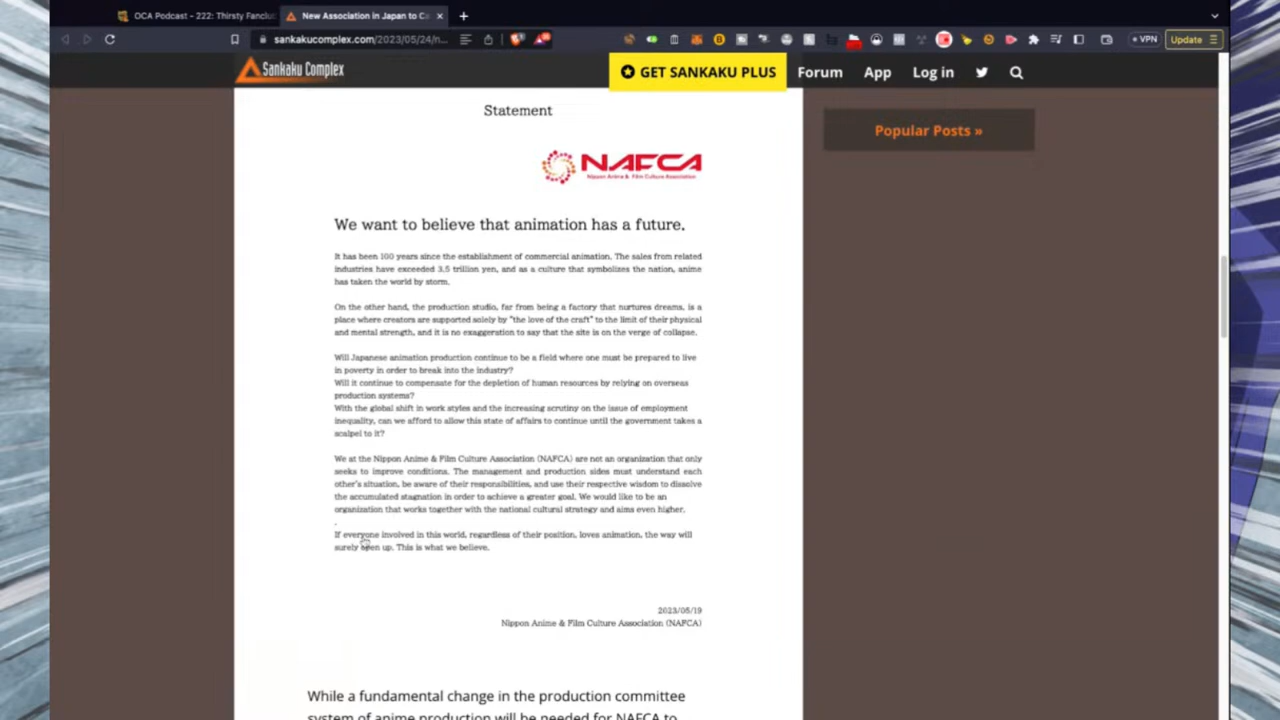 OCA Podcast - 222: Thirsty Fanclu
New Association in Japan to Ca
sankakucomplex.com/2023/05/24/n...
VPN
Update
Sankaku Complex
GET SANKAKU PLUS
Forum
App
Log in
Popular Posts »
Statement
NAFCA
Nippon Anime & Film Culture Association
We want to believe that animation has a future.
It has been 100 years since the establishment of commercial animation. The sales from related
industries have exceeded 3.5 trillion yen, and as a culture that symbolizes the nation, anime
has taken the world by storm.
On the other hand, the production studio, far from being a factory that nurtures dreams, is a
place where creators are supported solely by "the love of the craft" to the limit of their physical
and mental strength, and it is no exaggeration to say that the site is on the verge of collapse.
Will Japanese animation production continue to be a field where one must be prepared to live
in poverty in order to break into the industry?
Will it continue to compensate for the depletion of human resources by relying on overseas
production systems?
With the global shift in work styles and the increasing scrutiny on the issue of employment
inequality, can we afford to allow this state of affairs to continue until the government takes a
scalpel to it?
We at the Nippon Anime & Film Culture Association (NAFCA) are not an organization that only
seeks to improve conditions. The management and production sides must understand each
other's situation, be aware of their responsibilities, and use their respective wisdom to dissolve
the accumulated stagnation in order to achieve a greater goal. We would like to be an
organization that works together with the national cultural strategy and aims even higher.
.
If everyone involved in this world, regardless of their position, loves animation, the way will
surely open up. This is what we believe.
2023/05/19
Nippon Anime & Film Culture Association (NAFCA)
While a fundamental change in the production committee
system of anime production will be needed for NAFCA to